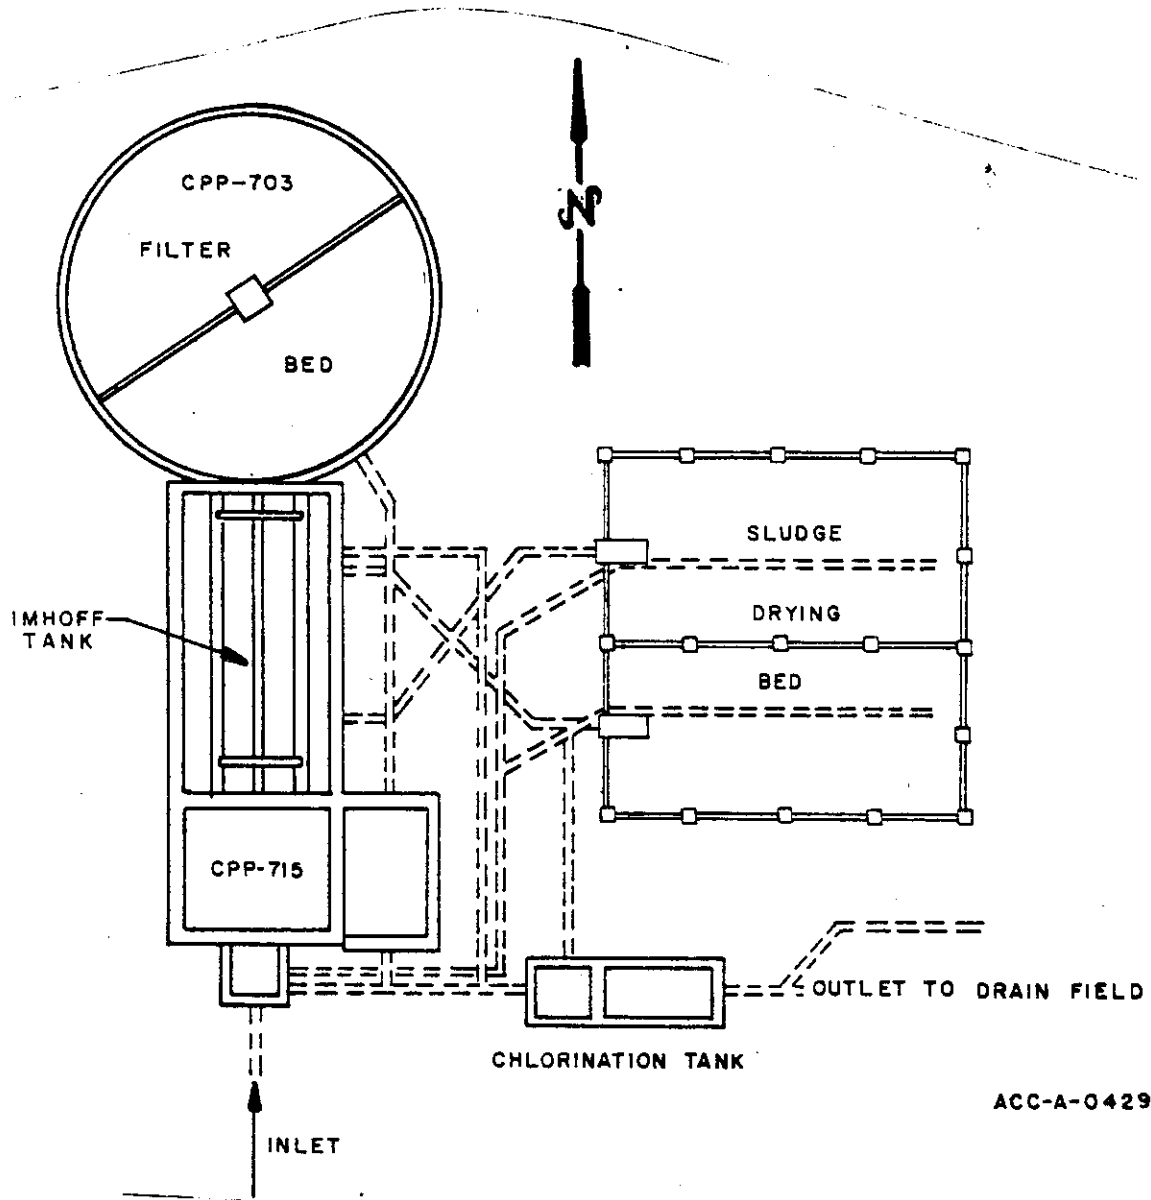 CPP-703
FILTER
BED
N
SLUDGE
DRYING
BED
IMHOFF
TANK
CPP-715
OUTLET TO DRAIN FIELD
CHLORINATION TANK
ACC-A-0429
INLET